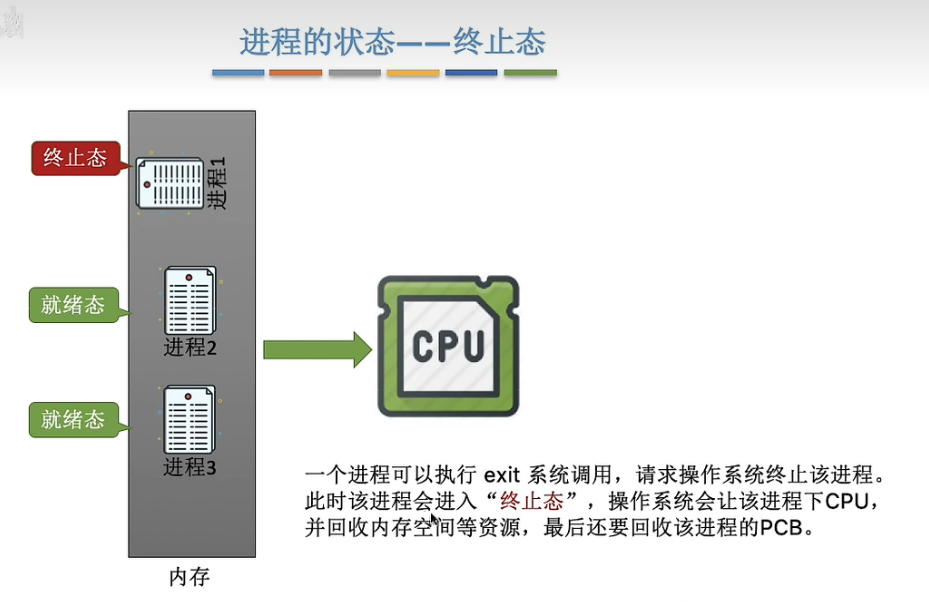 进程的状态——终止态
终止态
进程1
就绪态
进程2
就绪态
进程3
内存
CPU
一个进程可以执行 exit 系统调用，请求操作系统终止该进程。
此时该进程会进入“终止态”，操作系统会让该进程下CPU，
并回收内存空间等资源，最后还要回收该进程的PCB。